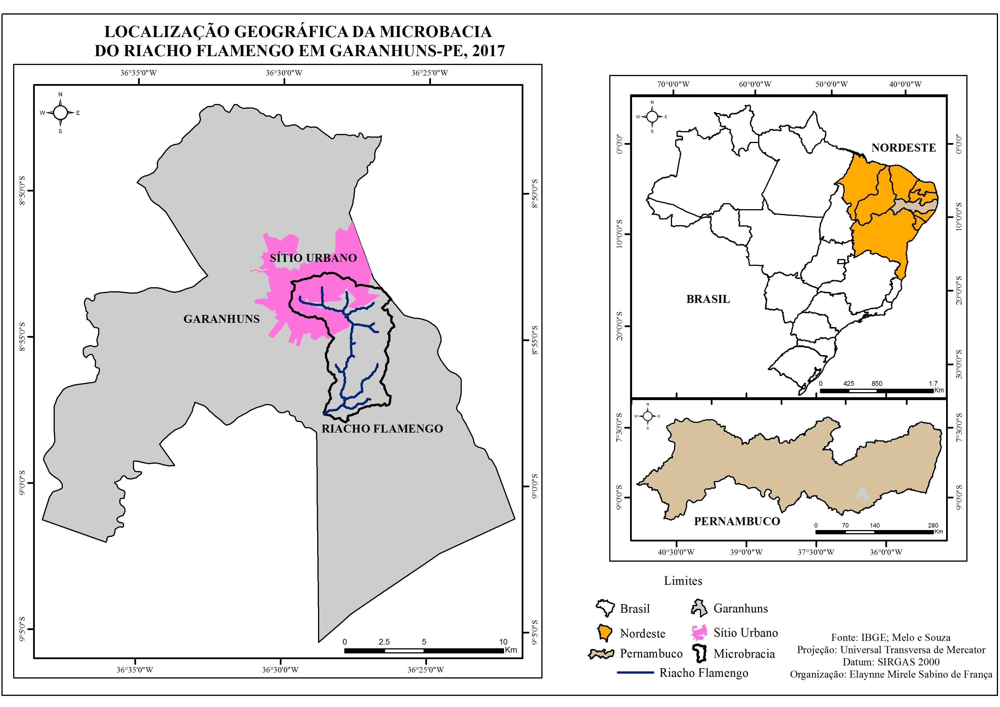 LOCALIZAÇÃO GEOGRÁFICA DA MICROBACIA
DO RIACHO FLAMENGO EM GARANHUNS-PE, 2017
36°35'0"W 36°30'0"W 36°25'0"W
N
W E
S
8°50'0"S 8°50'0"S
SÍTIO URBANO
GARANHUNS
8°55'0"S 8°55'0"S
RIACHO FLAMENGO
9°0'0"S 9°0'0"S
9°5'0"S 9°5'0"S
0 2.5 5 10
Km
36°35'0"W 36°30'0"W 36°25'0"W
70°0'0"W 60°0'0"W 50°0'0"W 40°0'0"W
N
W E
S
0°0'0" 0°0'0"
NORDESTE
10°0'0"S 10°0'0"S
BRASIL
20°0'0"S 20°0'0"S
30°0'0"S
0 425 850 1.7
Km
N
W E
S
7°30'0"S 7°30'0"S
9°0'0"S 9°0'0"S
PERNAMBUCO
0 70 140 280
Km
40°30'0"W 39°0'0"W 37°30'0"W 36°0'0"W
Limites
Brasil Garanhuns
Nordeste Sítio Urbano
Pernambuco Microbracia
Riacho Flamengo
Fonte: IBGE; Melo e Souza
Projeção: Universal Transversa de Mercator
Datum: SIRGAS 2000
Organização: Elaynne Mirele Sabino de França